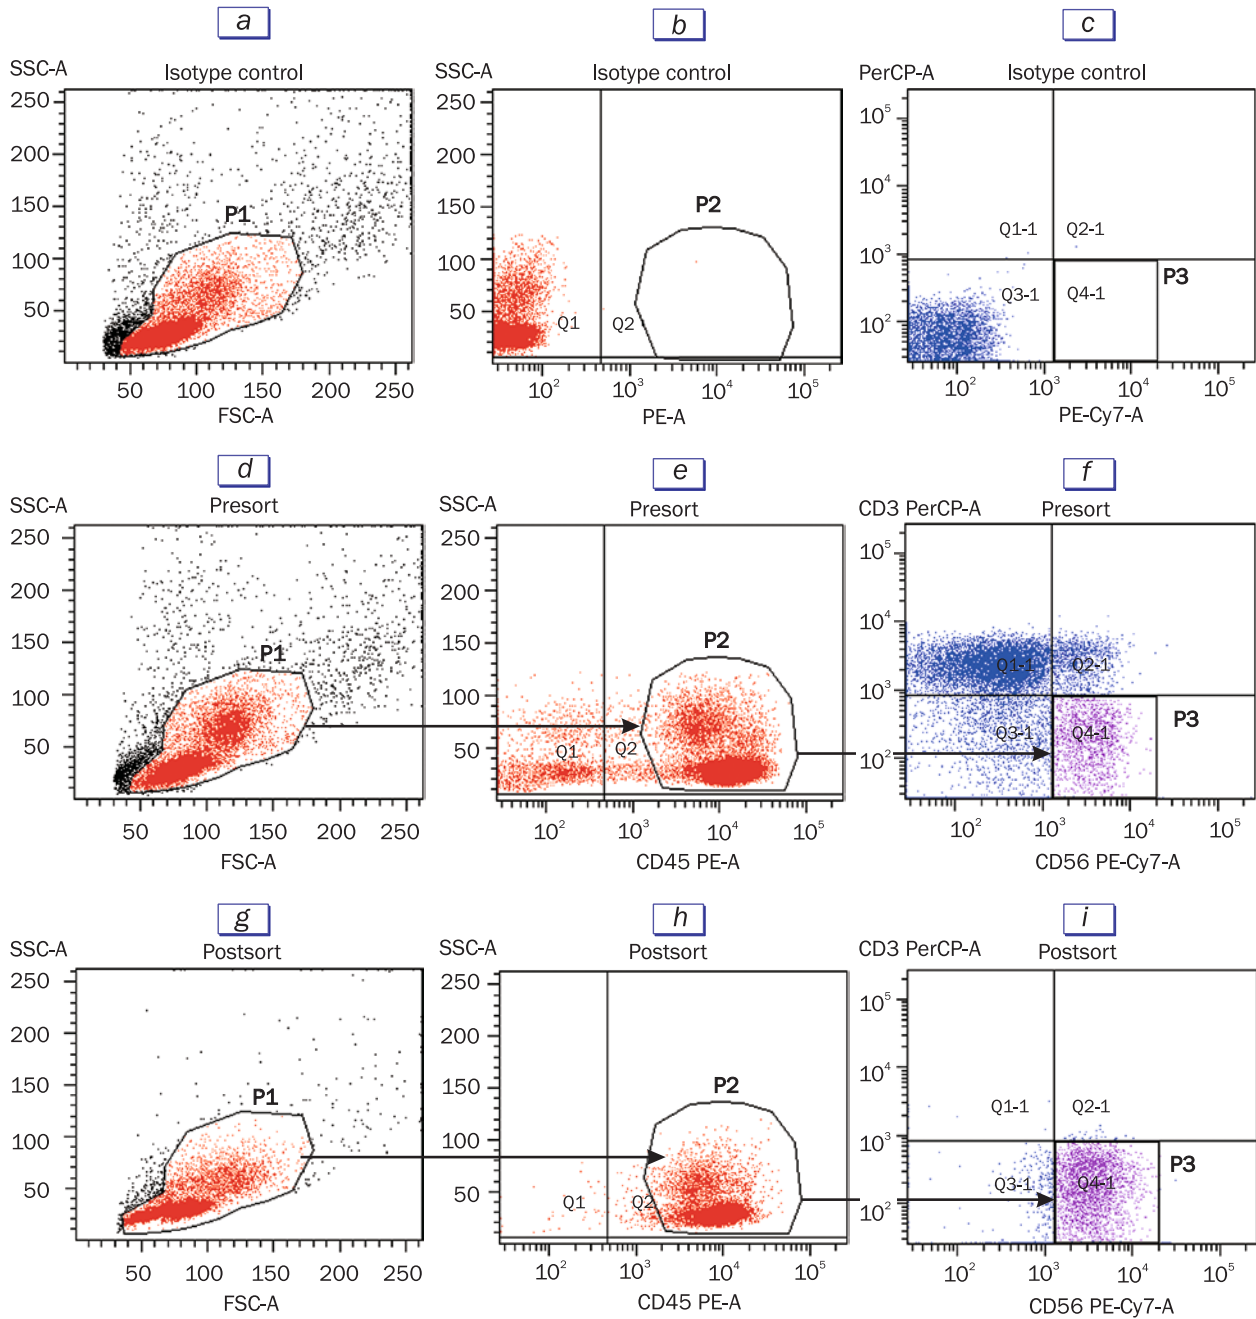 a
b
c
SSC-A
Isotype control
250
200
150
100
50
P1
50 100 150 200 250
FSC-A
SSC-A
Isotype control
250
200
150
100
50
P2
Q1 Q2
10² 10³ 10⁴ 10⁵
PE-A
PerCP-A
Isotype control
10⁵
10⁴
10³
10²
Q1-1 Q2-1
Q3-1 Q4-1
P3
10² 10³ 10⁴ 10⁵
PE-Cy7-A
d
e
f
SSC-A
Presort
250
200
150
100
50
P1
50 100 150 200 250
FSC-A
SSC-A
Presort
250
200
150
100
50
P2
Q1 Q2
10² 10³ 10⁴ 10⁵
CD45 PE-A
CD3 PerCP-A
Presort
10⁵
10⁴
10³
10²
Q1-1 Q2-1
Q3-1 Q4-1
P3
10² 10³ 10⁴ 10⁵
CD56 PE-Cy7-A
g
h
i
SSC-A
Postsort
250
200
150
100
50
P1
50 100 150 200 250
FSC-A
SSC-A
Postsort
250
200
150
100
50
P2
Q1 Q2
10² 10³ 10⁴ 10⁵
CD45 PE-A
CD3 PerCP-A
Postsort
10⁵
10⁴
10³
10²
Q1-1 Q2-1
Q3-1 Q4-1
P3
10² 10³ 10⁴ 10⁵
CD56 PE-Cy7-A